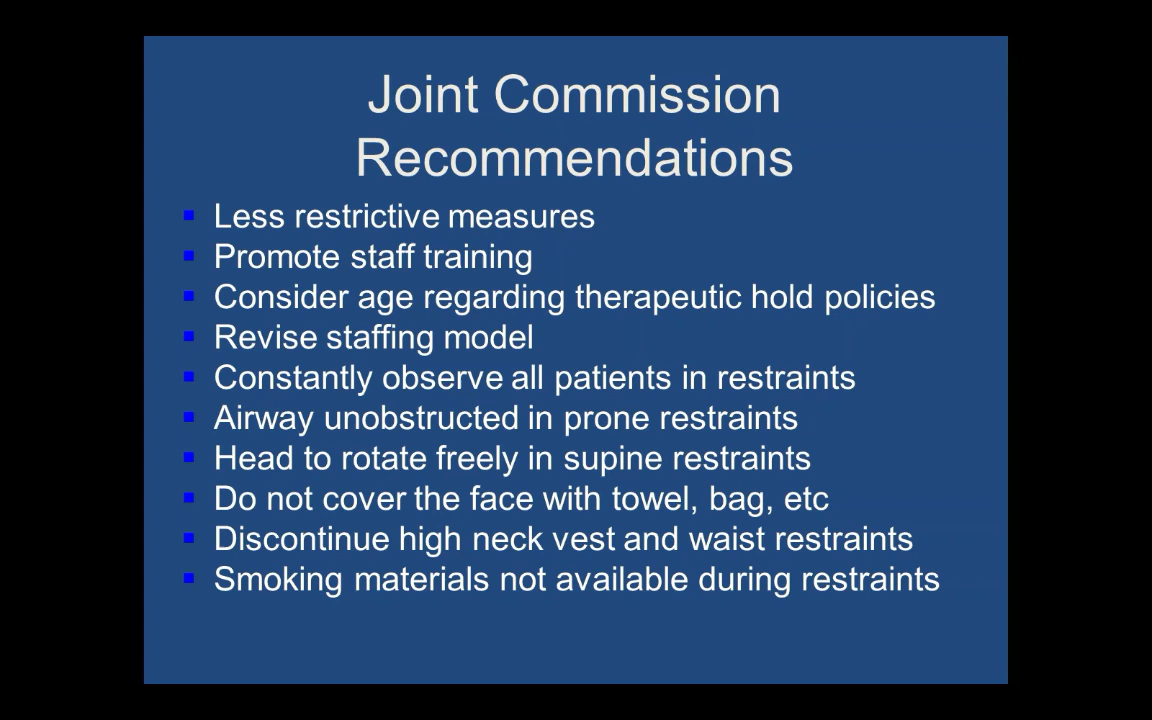 Joint Commission
Recommendations
Less restrictive measures
Promote staff training
Consider age regarding therapeutic hold policies
Revise staffing model
Constantly observe all patients in restraints
Airway unobstructed in prone restraints
Head to rotate freely in supine restraints
Do not cover the face with towel, bag, etc
Discontinue high neck vest and waist restraints
Smoking materials not available during restraints